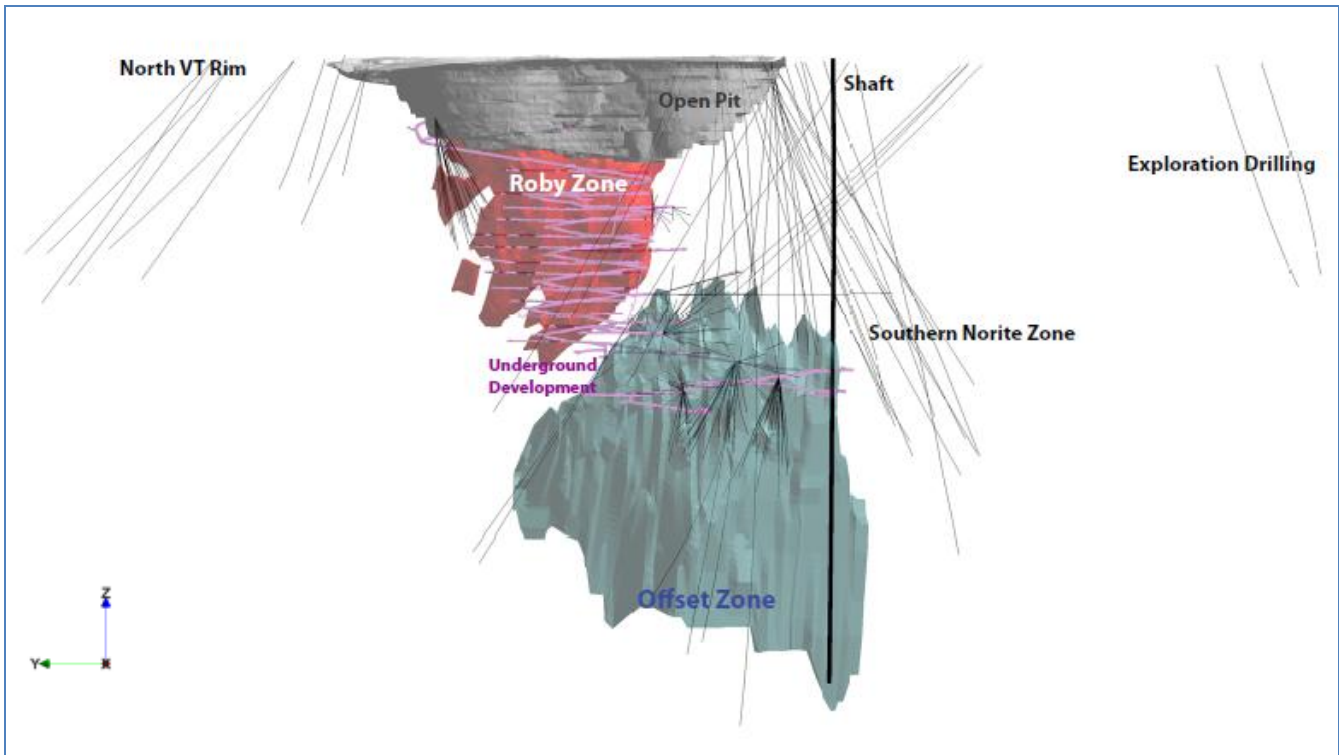 North VT Rim
Shaft
Open Pit
Exploration Drilling
Roby Zone
Southern Norite Zone
Underground
Development
Offset Zone
Z
Y
X